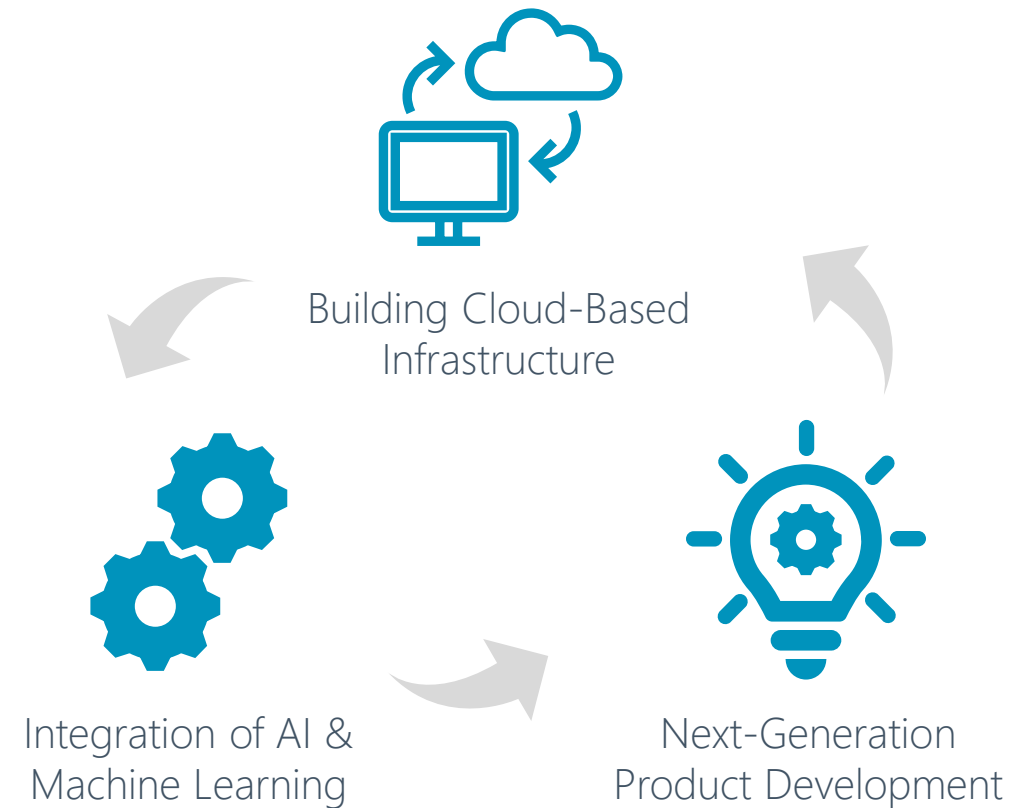 Building Cloud-Based
Infrastructure
Integration of AI &
Machine Learning
Next-Generation
Product Development